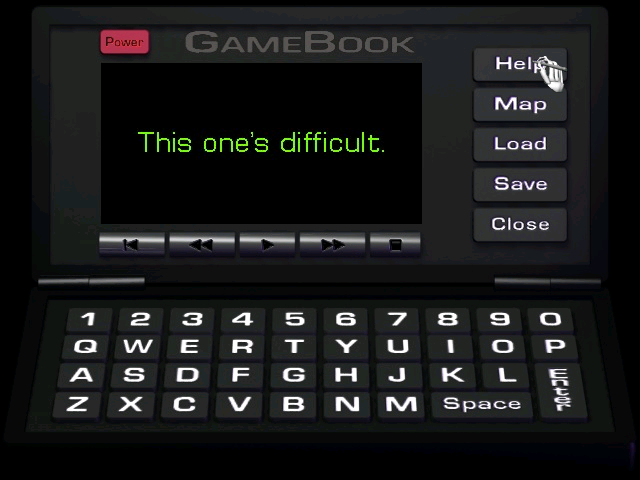 Power
GAMEBOOK
This one's difficult.
Help
Map
Load
Save
Close
1 2 3 4 5 6 7 8 9 0
Q W E R T Y U I O P
A S D F G H J K L Enter
Z X C V B N M Space